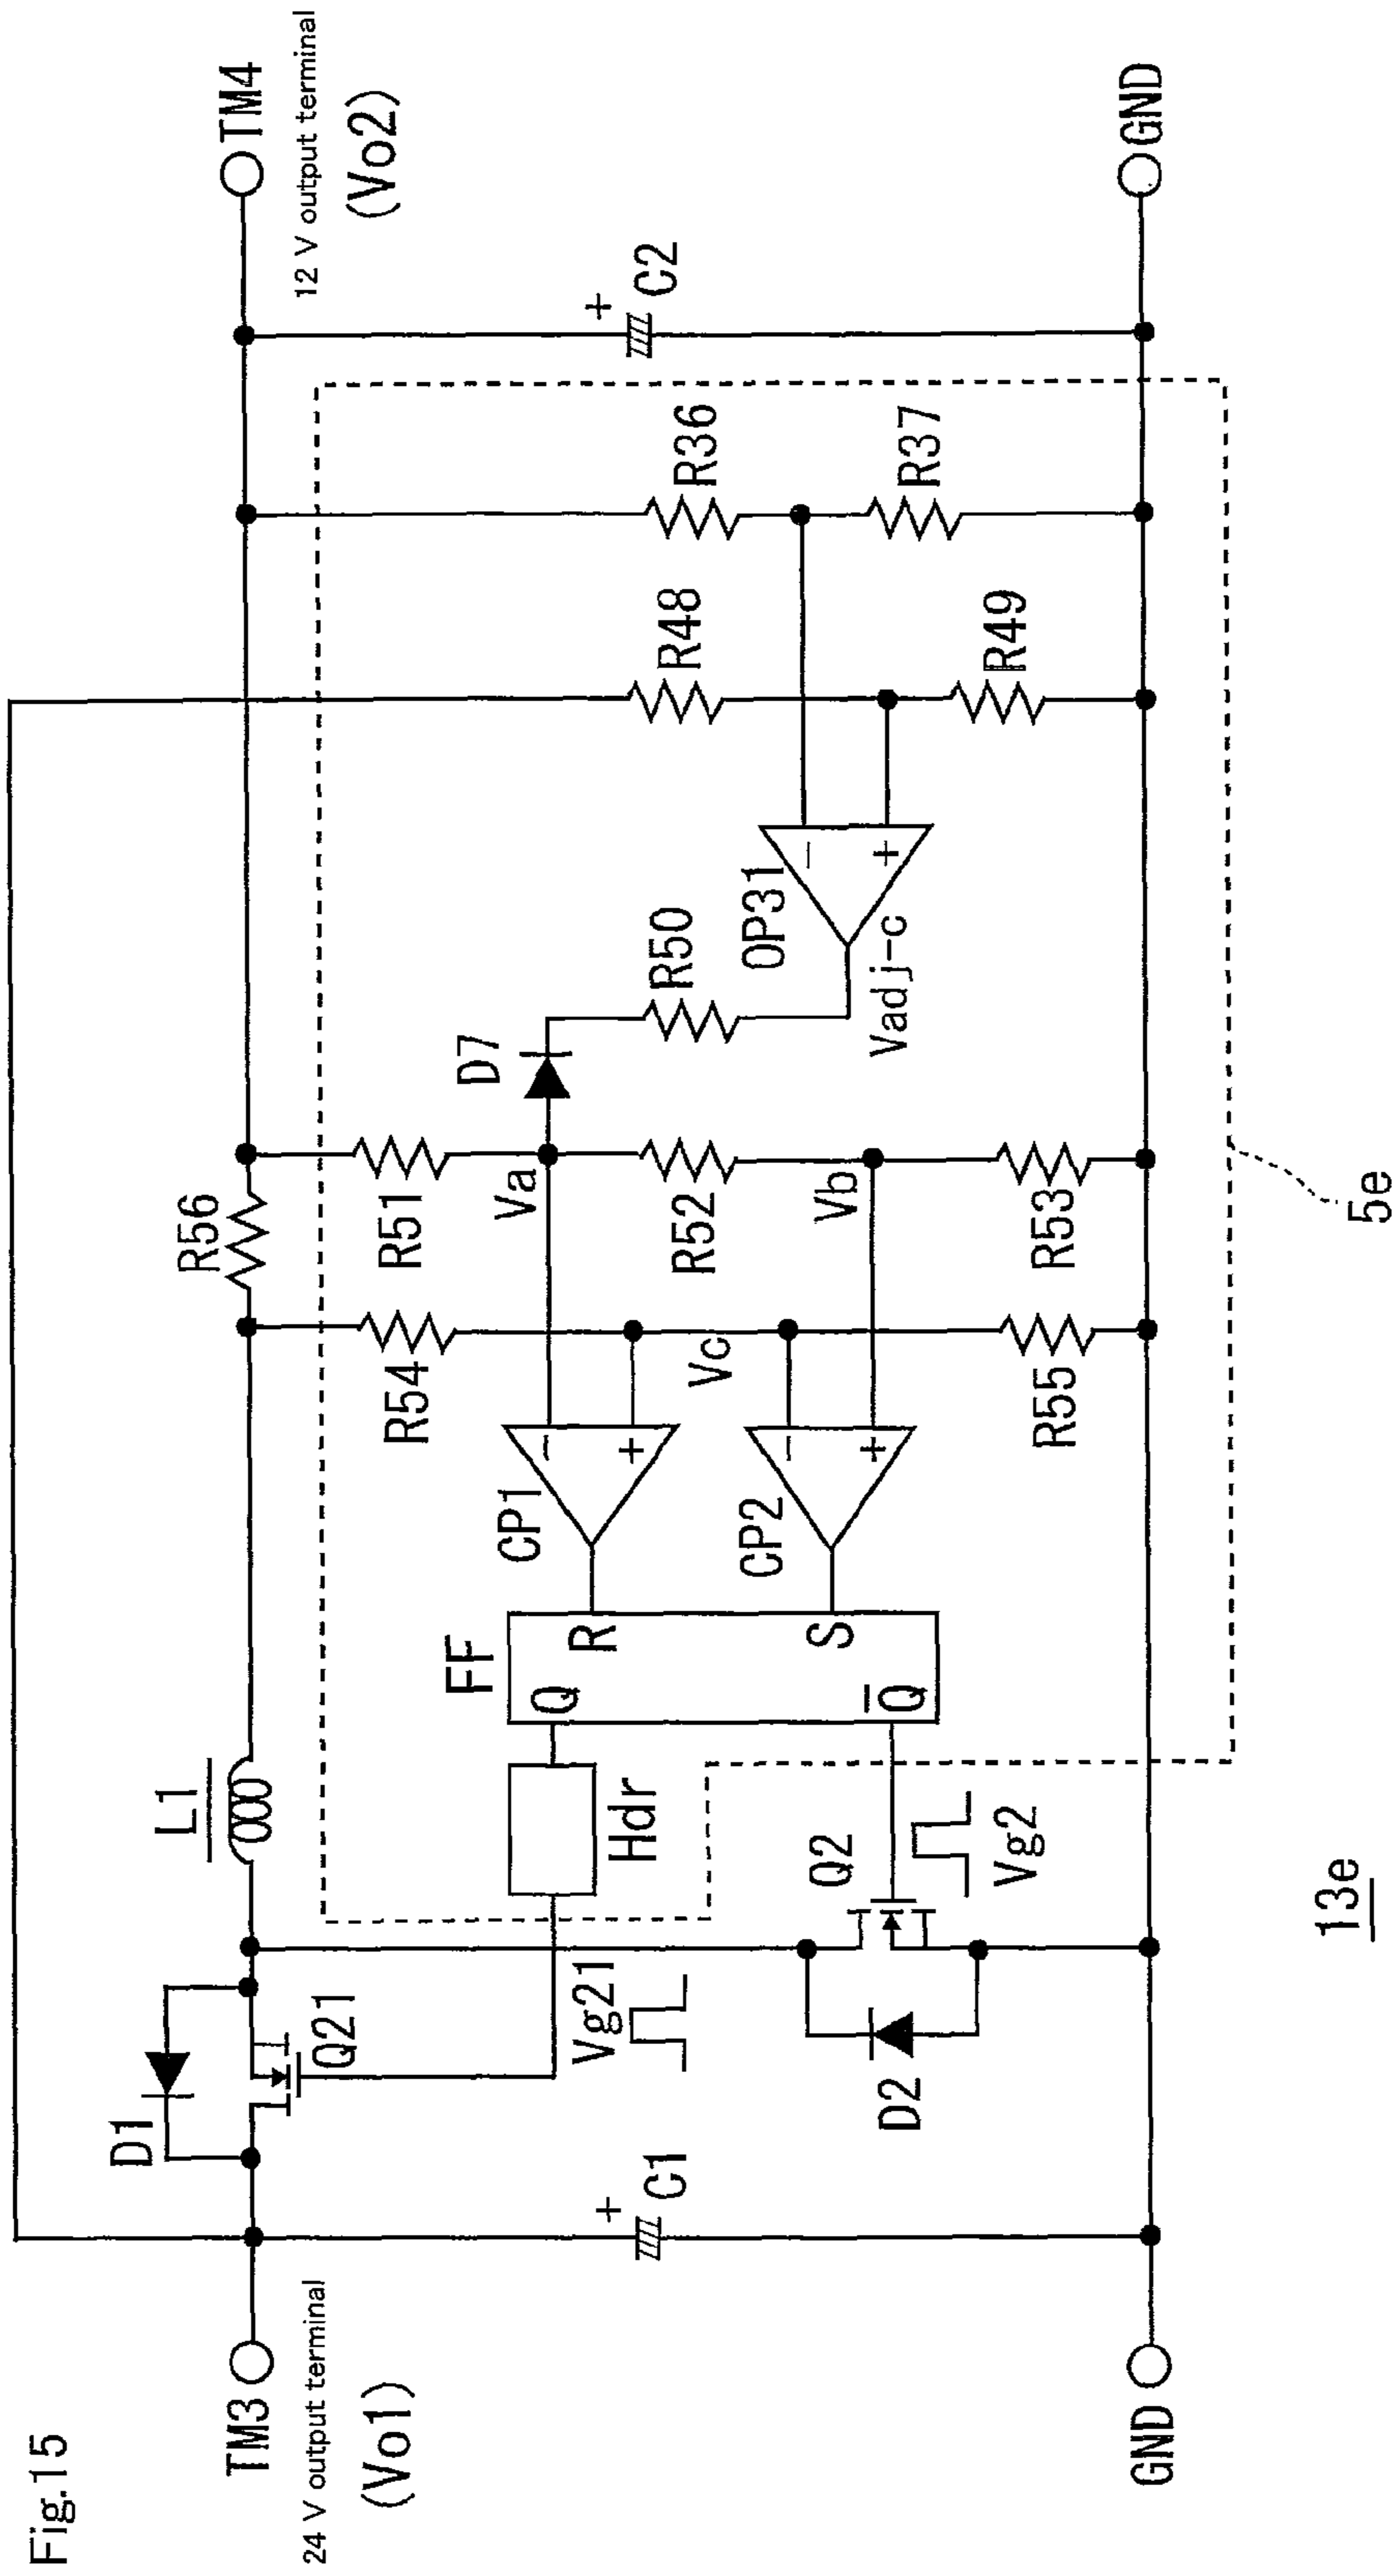 Fig.15
TM3
24 V output terminal
(Vo1)
GND
D1
Q21
C1
+
Vg21
D2
Q2
Vg2
13e
L1
Hdr
FF
Q
Q̅
R
S
CP1
−
+
CP2
−
+
R54
Vc
R55
R56
R51
Va
R52
Vb
R53
5e
D7
R50
OP31
−
+
Vadj-c
R48
R49
R36
R37
C2
+
TM4
12 V output terminal
(Vo2)
GND